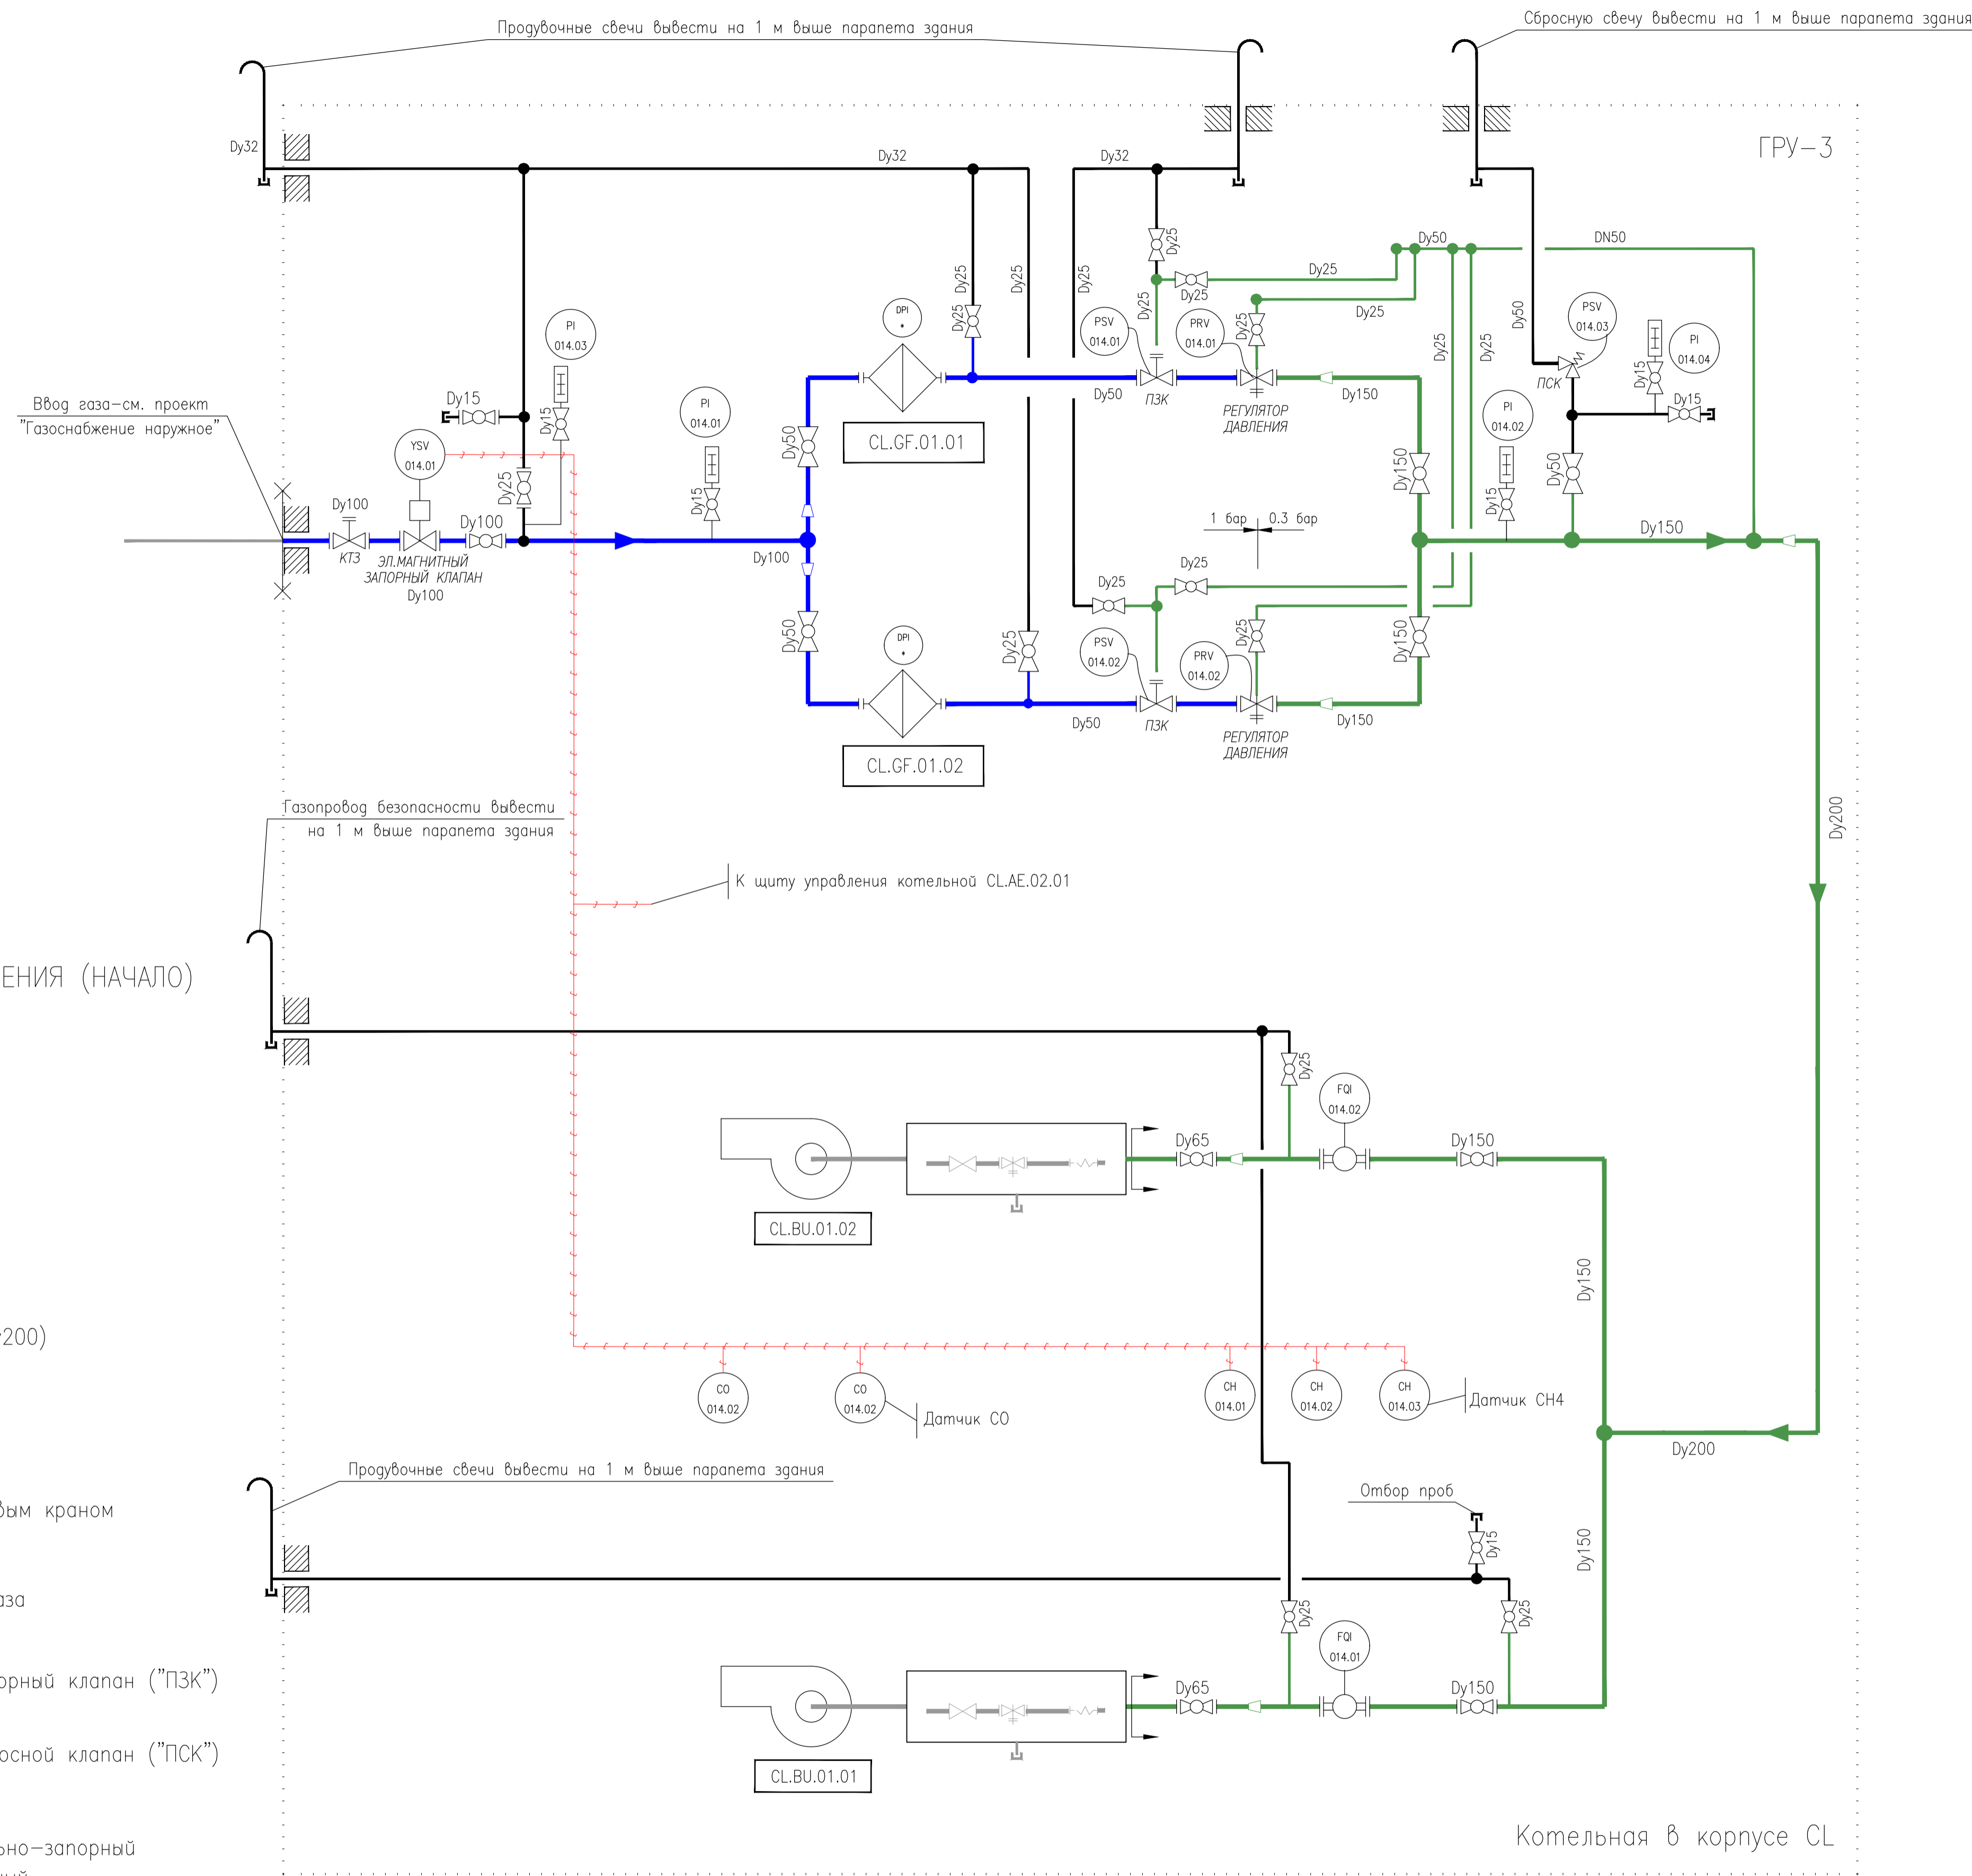 Продувочные свечи вывести на 1 м выше парапета здания
Сбросную свечу вывести на 1 м выше парапета здания
ГРУ-3
Dy32
Dy32
Dy32
Dy25
Dy25
Dy25
Dy25
Dy25
Dy25
Dy25
Dy25
Dy25
Dy25
Dy50
DN50
Dy25
Dy25
Dy25
Dy50
PI
014.03
DPI
*
PSV
014.01
PRV
014.01
PSV
014.03
PI
014.04
Dy15
ПСК
Ввод газа-см. проект
"Газоснабжение наружное"
Dy15
Dy15
YSV
014.01
PI
014.01
Dy50
CL.GF.01.01
Dy50
ПЗК
РЕГУЛЯТОР
ДАВЛЕНИЯ
Dy150
PI
014.02
Dy15
Dy100
Dy25
Dy100
Dy15
Dy150
Dy15
Dy50
КТЗ
ЭЛ.МАГНИТНЫЙ
ЗАПОРНЫЙ КЛАПАН
Dy100
Dy100
1 бар
0.3 бар
Dy150
Dy25
Dy25
Dy50
DPI
*
Dy25
PSV
014.02
PRV
014.02
Dy25
Dy150
CL.GF.01.02
Dy50
ПЗК
РЕГУЛЯТОР
ДАВЛЕНИЯ
Dy150
Dy200
Газопровод безопасности вывести
на 1 м выше парапета здания
К щиту управления котельной CL.AE.02.01
ЕНИЯ (НАЧАЛО)
Dy25
FQI
014.02
Dy65
Dy150
CL.BU.01.02
Dy150
200)
CO
014.02
CO
014.02
Датчик CO
CH
014.01
CH
014.02
CH
014.03
Датчик CH4
Dy200
Продувочные свечи вывести на 1 м выше парапета здания
Отбор проб
вым краном
Dy15
Dy150
аза
Dy25
FQI
014.01
Dy25
орный клапан ("ПЗК")
Dy65
Dy150
осной клапан ("ПСК")
CL.BU.01.01
ьно-запорный
Котельная в корпусе CL